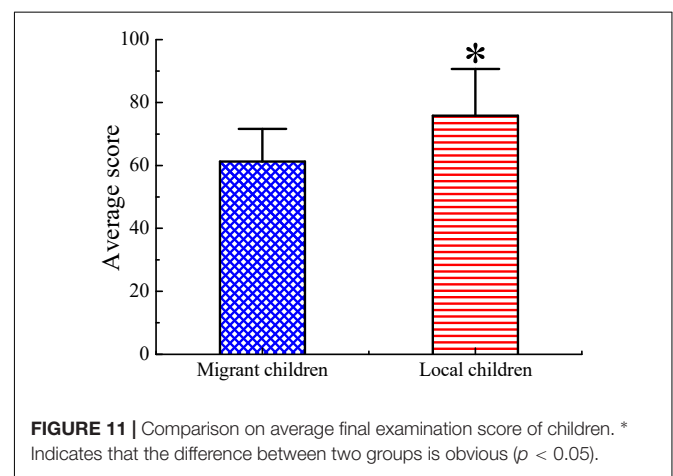 100
80
60
40
20
0
Average score
*
Migrant children
Local children
FIGURE 11 | Comparison on average final examination score of children. *
Indicates that the difference between two groups is obvious (p < 0.05).